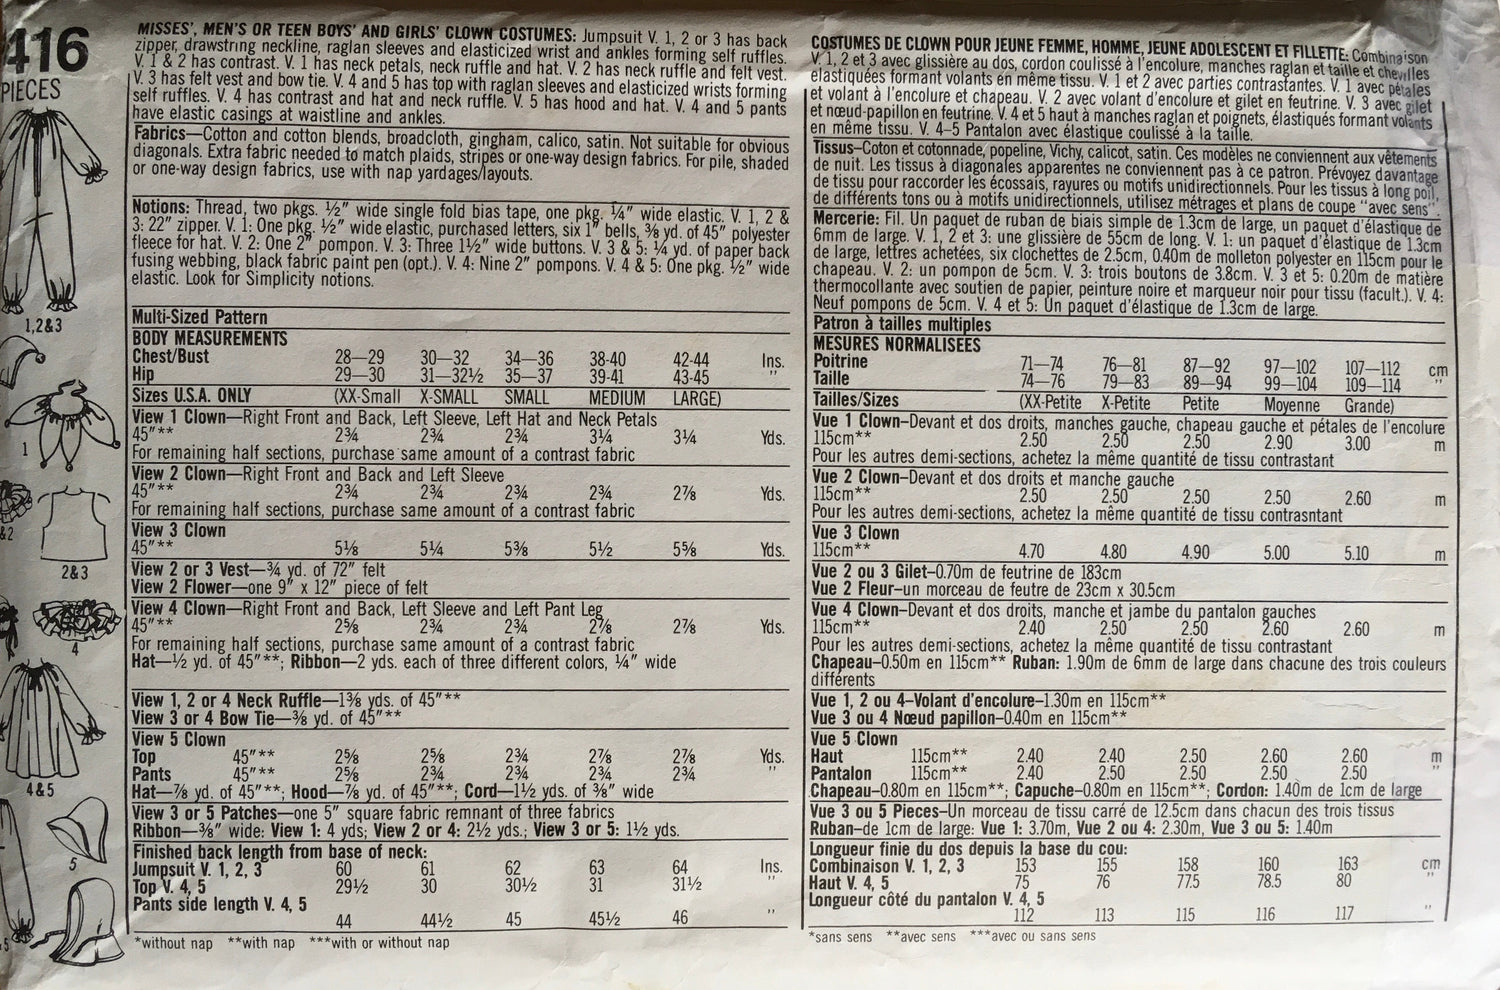 416
PIECES
1,2&3
1
&2
2&3
4
4&5
5
MISSES', MEN'S OR TEEN BOYS' AND GIRLS' CLOWN COSTUMES: Jumpsuit V. 1, 2 or 3 has back
zipper, drawstring neckline, raglan sleeves and elasticized wrist and ankles forming self ruffles.
V. 1 & 2 has contrast. V. 1 has neck petals, neck ruffle and hat. V. 2 has neck ruffle and felt vest.
V. 3 has felt vest and bow tie. V. 4 and 5 has top with raglan sleeves and elasticized wrists forming
self ruffles. V. 4 has contrast and hat and neck ruffle. V. 5 has hood and hat. V. 4 and 5 pants
have elastic casings at waistline and ankles.
Fabrics—Cotton and cotton blends, broadcloth, gingham, calico, satin. Not suitable for obvious
diagonals. Extra fabric needed to match plaids, stripes or one-way design fabrics. For pile, shaded
or one-way design fabrics, use with nap yardages/layouts.
Notions: Thread, two pkgs. ½" wide single fold bias tape, one pkg. ¼" wide elastic. V. 1, 2 &
3: 22" zipper. V. 1: One pkg. ½" wide elastic, purchased letters, six 1" bells, ⅜ yd. of 45" polyester
fleece for hat. V. 2: One 2" pompon. V. 3: Three 1½" wide buttons. V. 3 & 5: ¼ yd. of paper back
fusing webbing, black fabric paint pen (opt.). V. 4: Nine 2" pompons. V. 4 & 5: One pkg. ½" wide
elastic. Look for Simplicity notions.
Multi-Sized Pattern
BODY MEASUREMENTS
Chest/Bust 28—29 30—32 34—36 38-40 42-44 Ins.
Hip 29—30 31—32½ 35—37 39-41 43-45 "
Sizes U.S.A. ONLY (XX-Small X-SMALL SMALL MEDIUM LARGE)
View 1 Clown—Right Front and Back, Left Sleeve, Left Hat and Neck Petals
45"** 2¾ 2¾ 2¾ 3¼ 3¼ Yds.
For remaining half sections, purchase same amount of a contrast fabric
View 2 Clown—Right Front and Back and Left Sleeve
45"** 2¾ 2¾ 2¾ 2¾ 2⅞ Yds.
For remaining half sections, purchase same amount of a contrast fabric
View 3 Clown
45"** 5⅛ 5¼ 5⅜ 5½ 5⅝ Yds.
View 2 or 3 Vest—¾ yd. of 72" felt
View 2 Flower—one 9" x 12" piece of felt
View 4 Clown—Right Front and Back, Left Sleeve and Left Pant Leg
45"** 2⅝ 2¾ 2¾ 2⅞ 2⅞ Yds.
For remaining half sections, purchase same amount of a contrast fabric
Hat—½ yd. of 45"**; Ribbon—2 yds. each of three different colors, ¼" wide
View 1, 2 or 4 Neck Ruffle—1⅜ yds. of 45"**
View 3 or 4 Bow Tie—⅜ yd. of 45"**
View 5 Clown
Top 45"** 2⅝ 2⅝ 2¾ 2⅞ 2⅞ Yds.
Pants 45"** 2⅝ 2¾ 2¾ 2¾ 2¾ "
Hat—⅞ yd. of 45"**; Hood—⅞ yd. of 45"**; Cord—1½ yds. of ⅜" wide
View 3 or 5 Patches—one 5" square fabric remnant of three fabrics
Ribbon—⅜" wide: View 1: 4 yds; View 2 or 4: 2½ yds.; View 3 or 5: 1½ yds.
Finished back length from base of neck:
Jumpsuit V. 1, 2, 3 60 61 62 63 64 Ins.
Top V. 4, 5 29½ 30 30½ 31 31½ "
Pants side length V. 4, 5
44 44½ 45 45½ 46 "
*without nap **with nap ***with or without nap
COSTUMES DE CLOWN POUR JEUNE FEMME, HOMME, JEUNE ADOLESCENT ET FILLETTE: Combinaison
V. 1, 2 et 3 avec glissière au dos, cordon coulissé à l'encolure, manches raglan et taille et chevilles
elastiquées formant volants en même tissu. V. 1 et 2 avec parties contrastantes. V. 1 avec pétales
et volant à l'encolure et chapeau. V. 2 avec volant d'encolure et gilet en feutrine. V. 3 avec gilet
et nœud-papillon en feutrine. V. 4 et 5 haut à manches raglan et poignets, élastiqués formant volants
en même tissu. V. 4–5 Pantalon avec élastique coulissé à la taille.
Tissus–Coton et cotonnade, popeline, Vichy, calicot, satin. Ces modèles ne conviennent aux vêtements
de nuit. Les tissus à diagonales apparentes ne conviennent pas à ce patron. Prévoyez davantage
de tissu pour raccorder les écossais, rayures ou motifs unidirectionnels. Pour les tissus à long poil,
de différents tons ou à motifs unidirectionnels, utilisez métrages et plans de coupe "avec sens".
Mercerie: Fil. Un paquet de ruban de biais simple de 1.3cm de large, un paquet d'élastique de
6mm de large. V. 1, 2 et 3: une glissière de 55cm de long. V. 1: un paquet d'élastique de 1.3cm
de large, lettres achetées, six clochettes de 2.5cm, 0.40m de molleton polyester en 115cm pour le
chapeau. V. 2: un pompon de 5cm. V. 3: trois boutons de 3.8cm. V. 3 et 5: 0.20m de matière
thermocollante avec soutien de papier, peinture noire et marqueur noir pour tissu (facult.). V. 4:
Neuf pompons de 5cm. V. 4 et 5: Un paquet d'élastique de 1.3cm de large.
Patron à tailles multiples
MESURES NORMALISEES
Poitrine 71—74 76—81 87—92 97—102 107—112 cm
Taille 74—76 79—83 89—94 99—104 109—114 "
Tailles/Sizes (XX-Petite X-Petite Petite Moyenne Grande)
Vue 1 Clown–Devant et dos droits, manches gauche, chapeau gauche et pétales de l'encolure
115cm** 2.50 2.50 2.50 2.90 3.00 m
Pour les autres demi-sections, achetez la même quantité de tissu contrastant
Vue 2 Clown–Devant et dos droits et manche gauche
115cm** 2.50 2.50 2.50 2.50 2.60 m
Pour les autres demi-sections, achetez la même quantité de tissu contrasntant
Vue 3 Clown
115cm** 4.70 4.80 4.90 5.00 5.10 m
Vue 2 ou 3 Gilet–0.70m de feutrine de 183cm
Vue 2 Fleur–un morceau de feutre de 23cm x 30.5cm
Vue 4 Clown–Devant et dos droits, manche et jambe du pantalon gauches
115cm** 2.40 2.50 2.50 2.60 2.60 m
Pour les autres demi-sections, achetez la même quantité de tissu contrastant
Chapeau–0.50m en 115cm** Ruban: 1.90m de 6mm de large dans chacune des trois couleurs
différents
Vue 1, 2 ou 4–Volant d'encolure–1.30m en 115cm**
Vue 3 ou 4 Nœud papillon–0.40m en 115cm**
Vue 5 Clown
Haut 115cm** 2.40 2.40 2.50 2.60 2.60 m
Pantalon 115cm** 2.40 2.50 2.50 2.50 2.50 "
Chapeau–0.80m en 115cm**; Capuche–0.80m en 115cm**; Cordon: 1.40m de 1cm de large
Vue 3 ou 5 Pieces–Un morceau de tissu carré de 12.5cm dans chacun des trois tissus
Ruban–de 1cm de large: Vue 1: 3.70m, Vue 2 ou 4: 2.30m, Vue 3 ou 5: 1.40m
Longueur finie du dos depuis la base du cou:
Combinaison V. 1, 2, 3 153 155 158 160 163 cm
Haut V. 4, 5 75 76 77.5 78.5 80 "
Longueur côté du pantalon V. 4, 5
112 113 115 116 117 "
*sans sens **avec sens ***avec ou sans sens